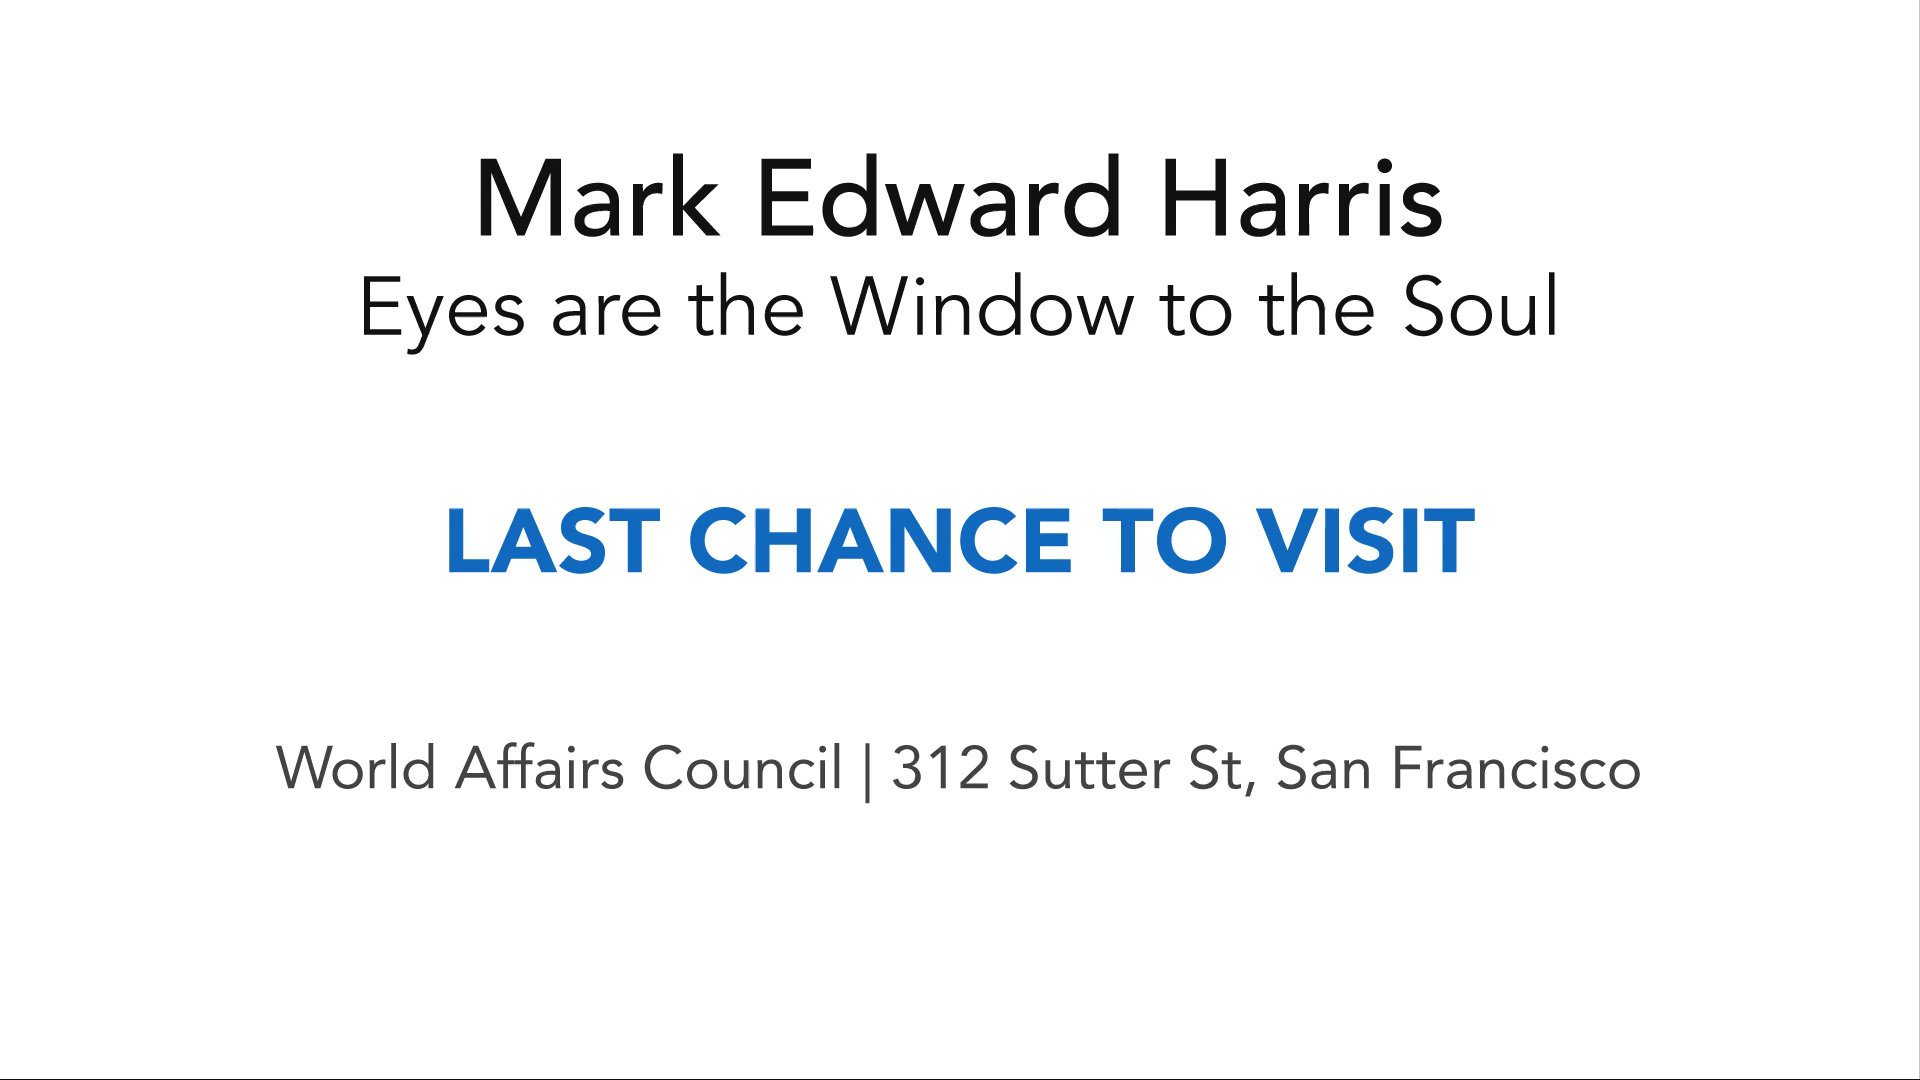 Mark Edward Harris
Eyes are the Window to the Soul
LAST CHANCE TO VISIT
World Affairs Council | 312 Sutter St, San Francisco